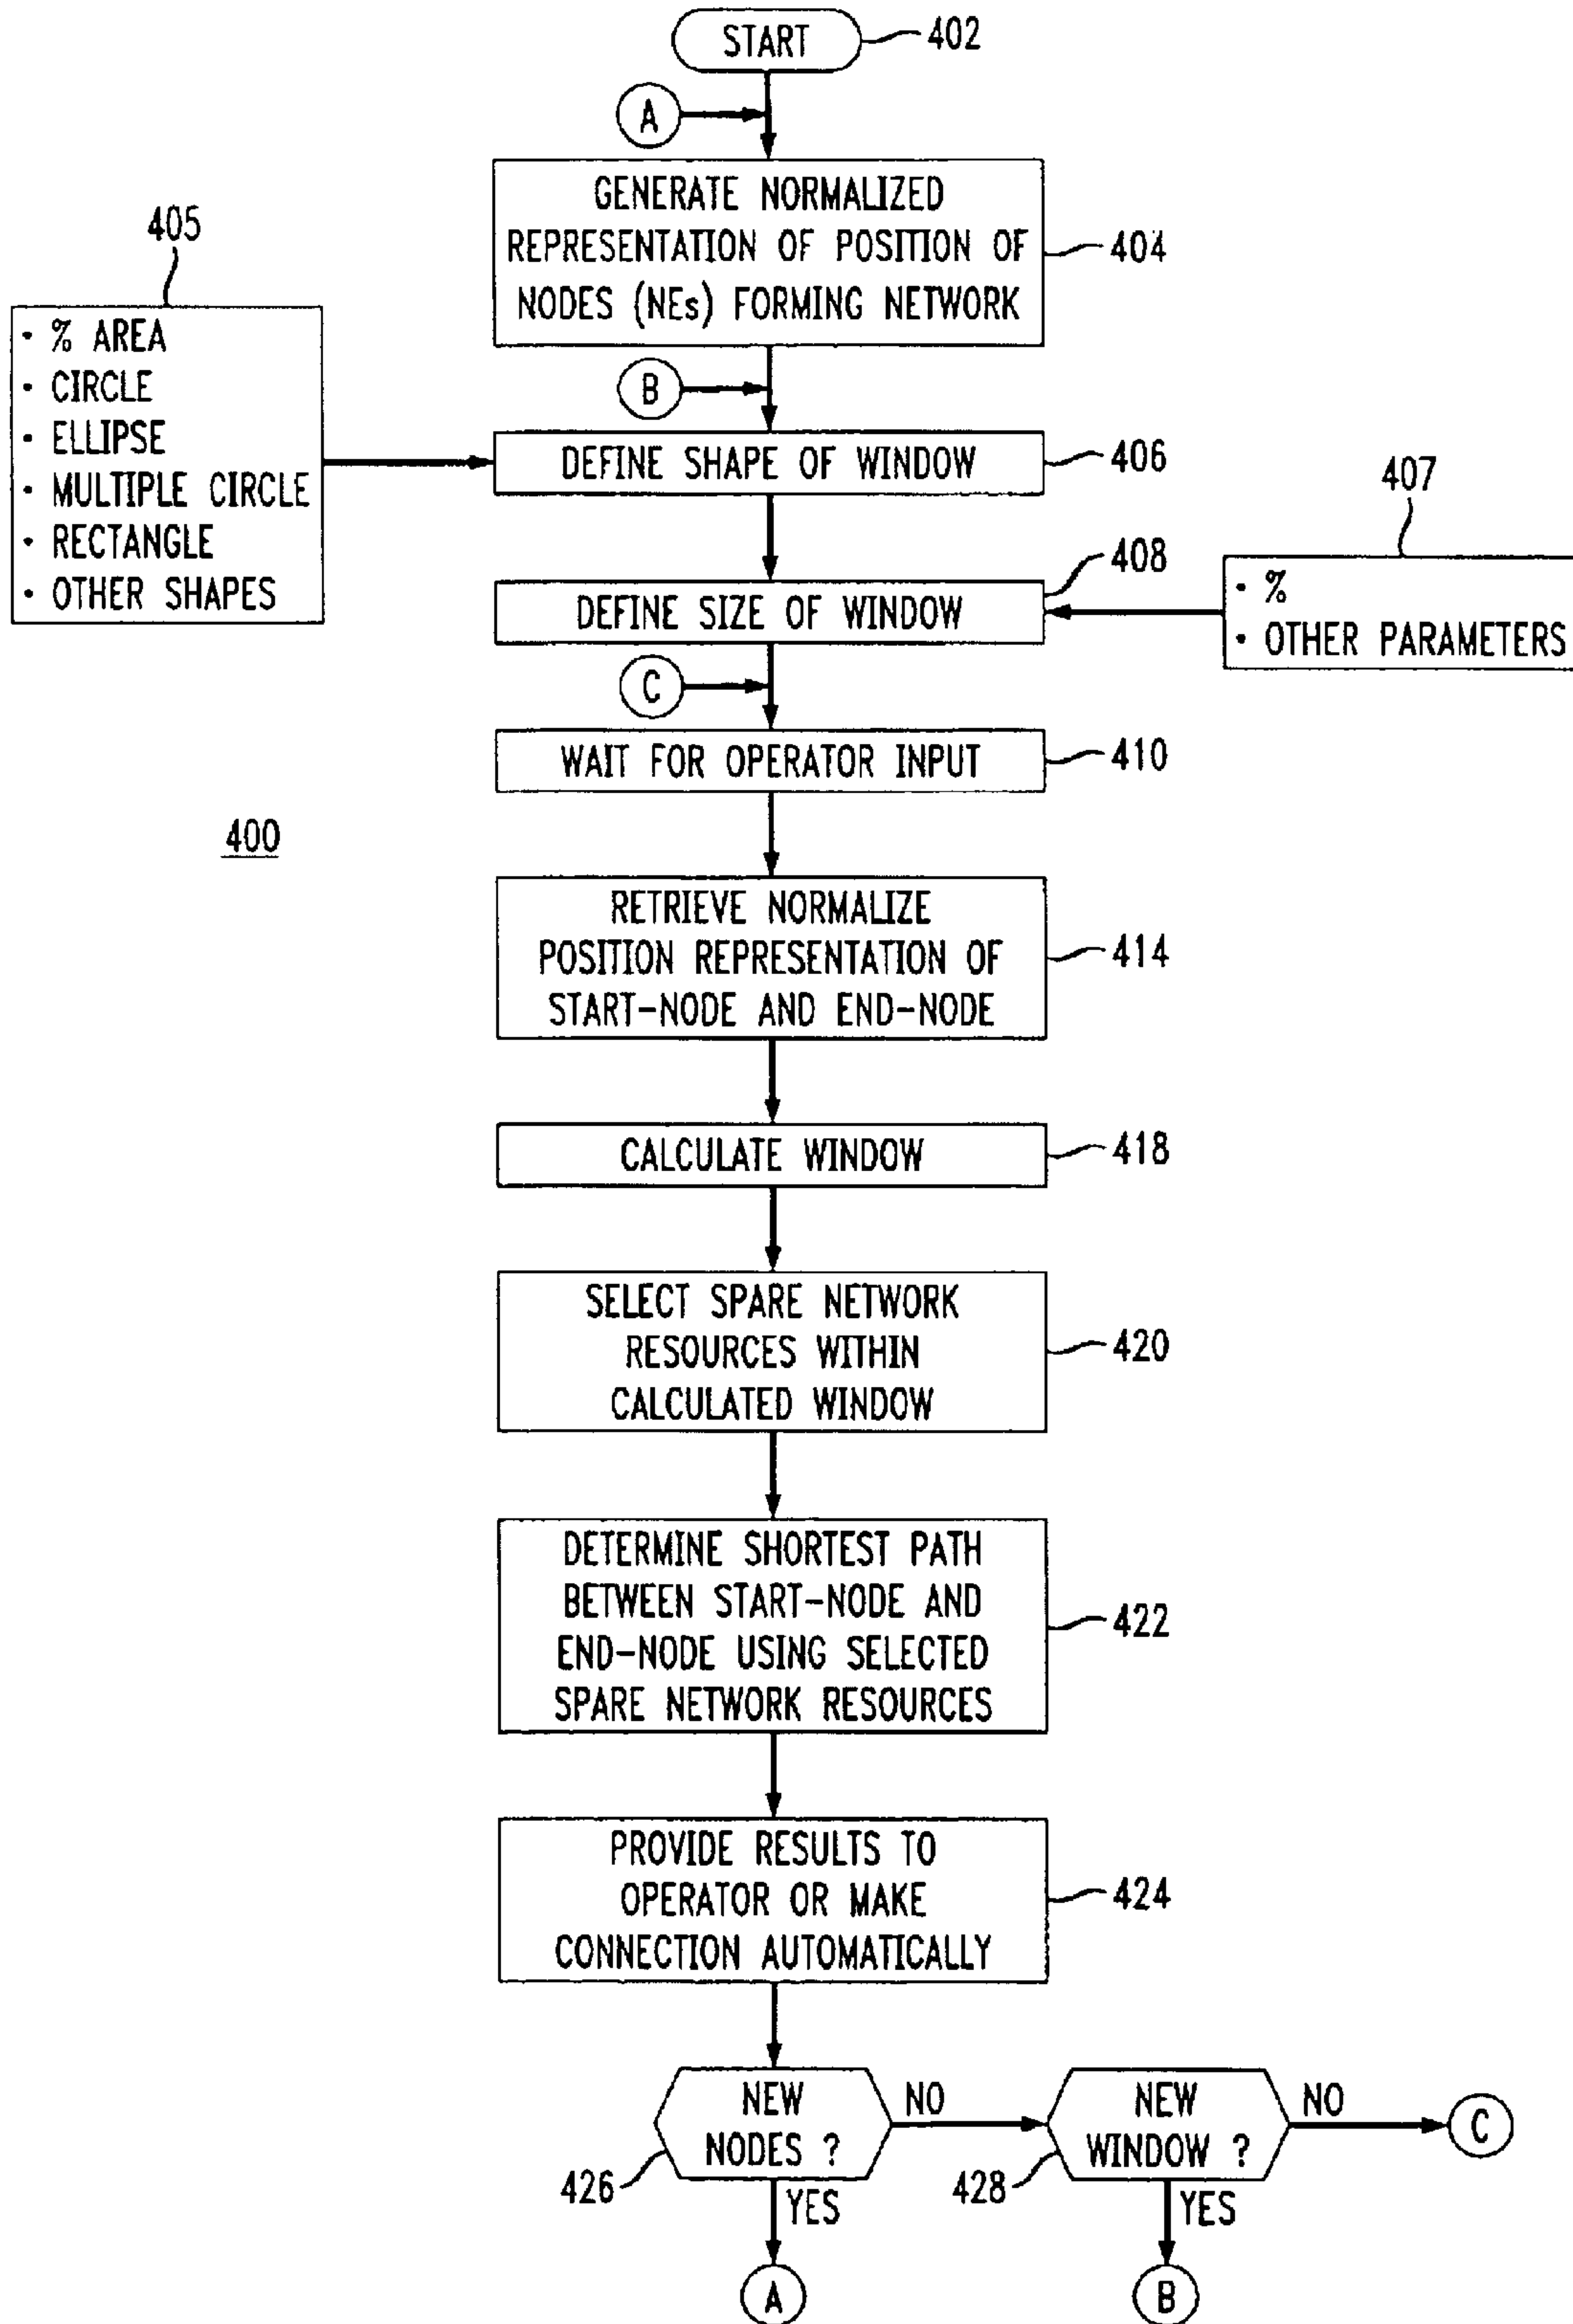 START
402
A
GENERATE NORMALIZED
REPRESENTATION OF POSITION OF
NODES (NEs) FORMING NETWORK
404
405
· % AREA
· CIRCLE
· ELLIPSE
· MULTIPLE CIRCLE
· RECTANGLE
· OTHER SHAPES
B
DEFINE SHAPE OF WINDOW
406
407
· %
· OTHER PARAMETERS
408
DEFINE SIZE OF WINDOW
C
WAIT FOR OPERATOR INPUT
410
400
RETRIEVE NORMALIZE
POSITION REPRESENTATION OF
START-NODE AND END-NODE
414
CALCULATE WINDOW
418
SELECT SPARE NETWORK
RESOURCES WITHIN
CALCULATED WINDOW
420
DETERMINE SHORTEST PATH
BETWEEN START-NODE AND
END-NODE USING SELECTED
SPARE NETWORK RESOURCES
422
PROVIDE RESULTS TO
OPERATOR OR MAKE
CONNECTION AUTOMATICALLY
424
NEW
NODES ?
426
NO
YES
A
NEW
WINDOW ?
428
NO
C
YES
B